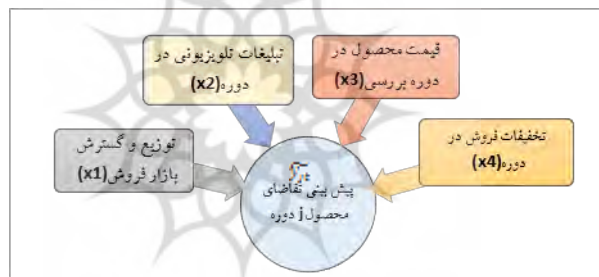 قیمت محصول در
دوره بررسی(x3)
تبلیغات تلویزیونی در
دوره(x2)
تخفیفات فروش در
دوره(x4)
توزیع و گسترش
بازار فروش(x1)
پیش بینی تقاضای
محصول j دوره